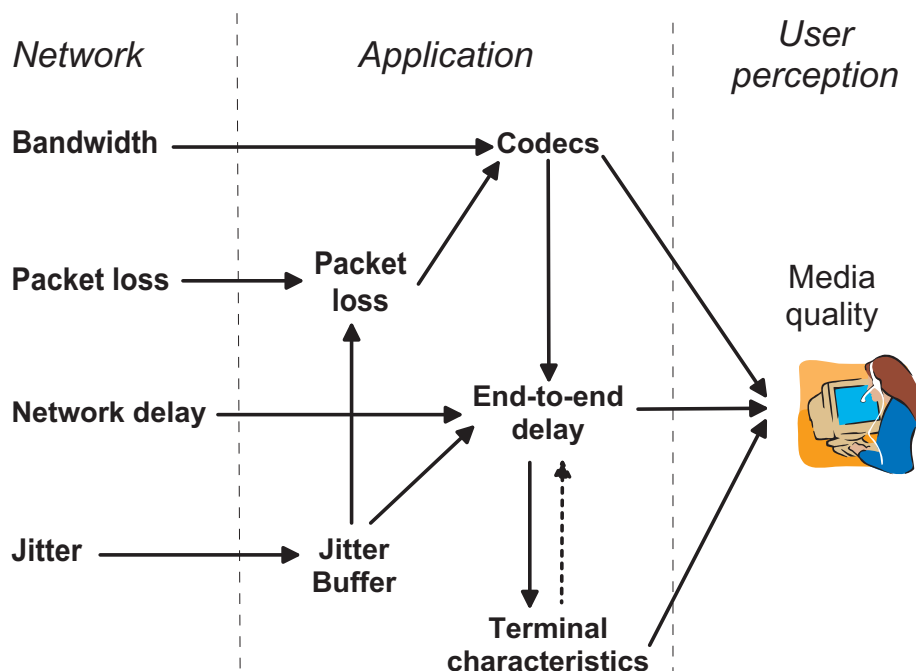 Network
Application
User
perception
Bandwidth
Codecs
Packet loss
Packet
loss
Media
quality
Network delay
End-to-end
delay
Jitter
Jitter
Buffer
Terminal
characteristics